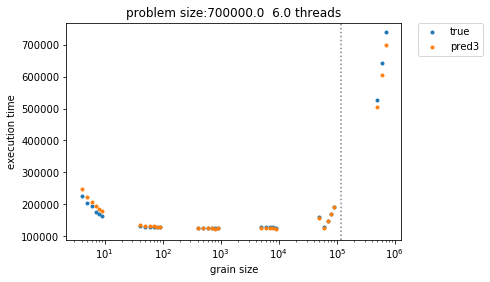 problem size:700000.0  6.0 threads
true
pred3
execution time
700000
600000
500000
400000
300000
200000
100000
10^1
10^2
10^3
10^4
10^5
10^6
grain size